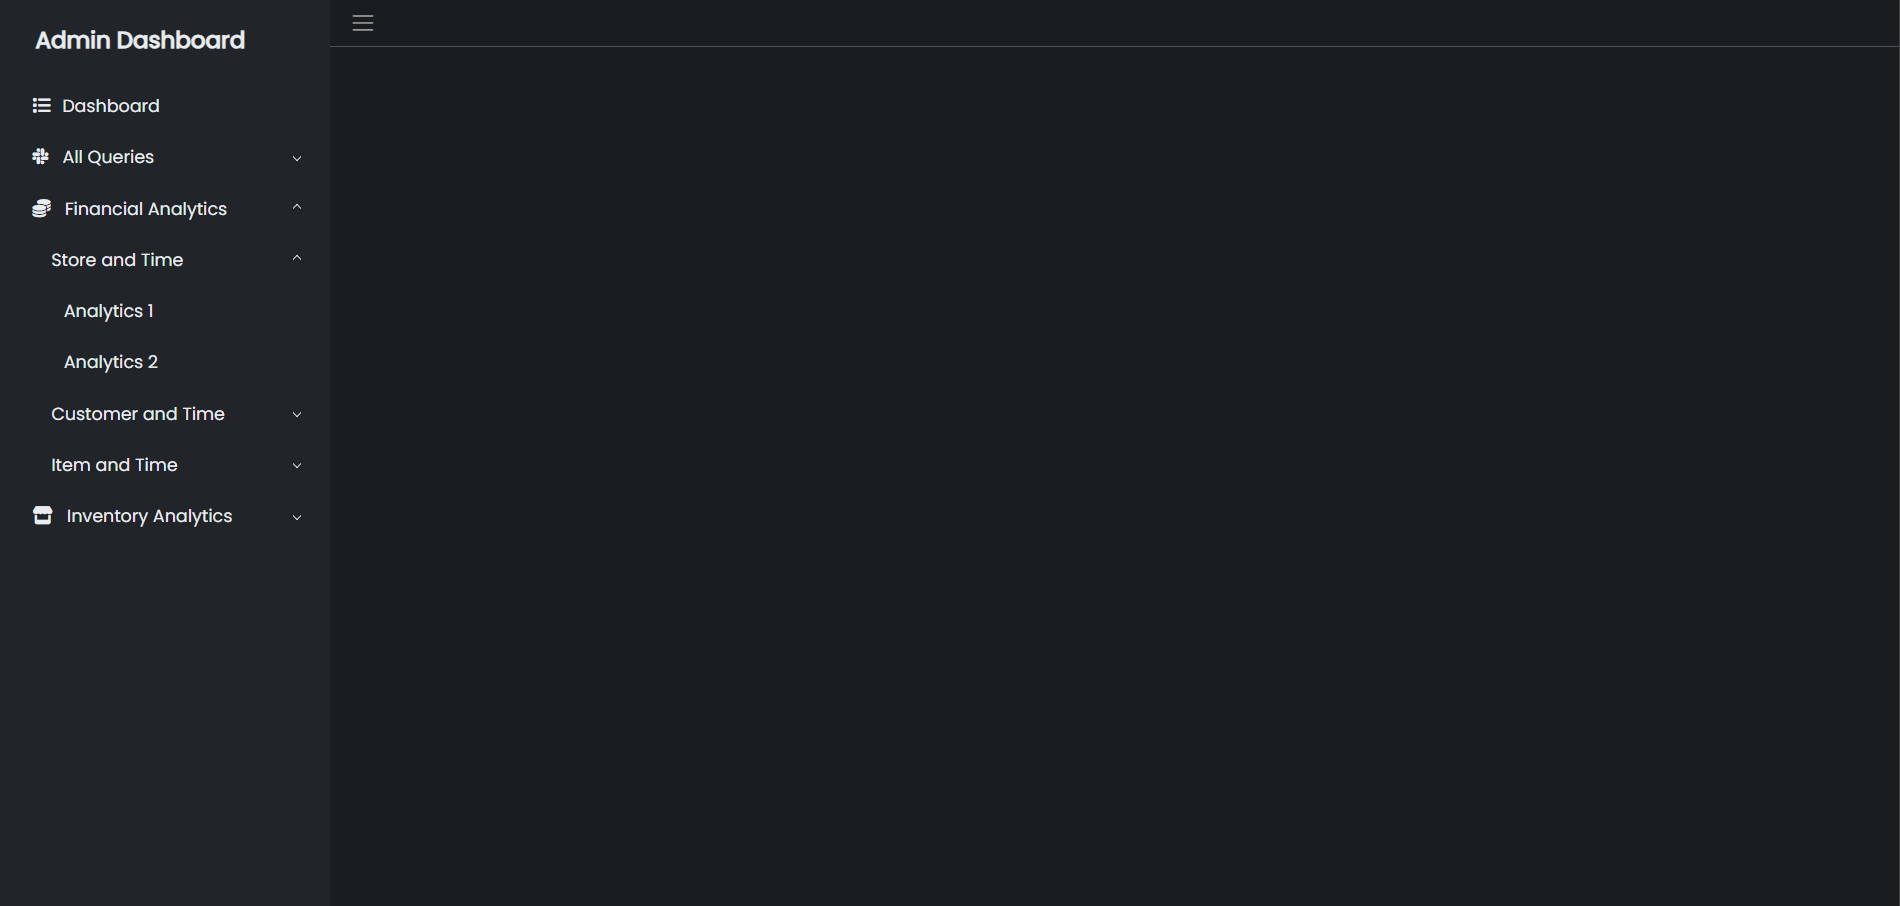 Admin Dashboard
Dashboard
All Queries
Financial Analytics
Store and Time
Analytics 1
Analytics 2
Customer and Time
Item and Time
Inventory Analytics